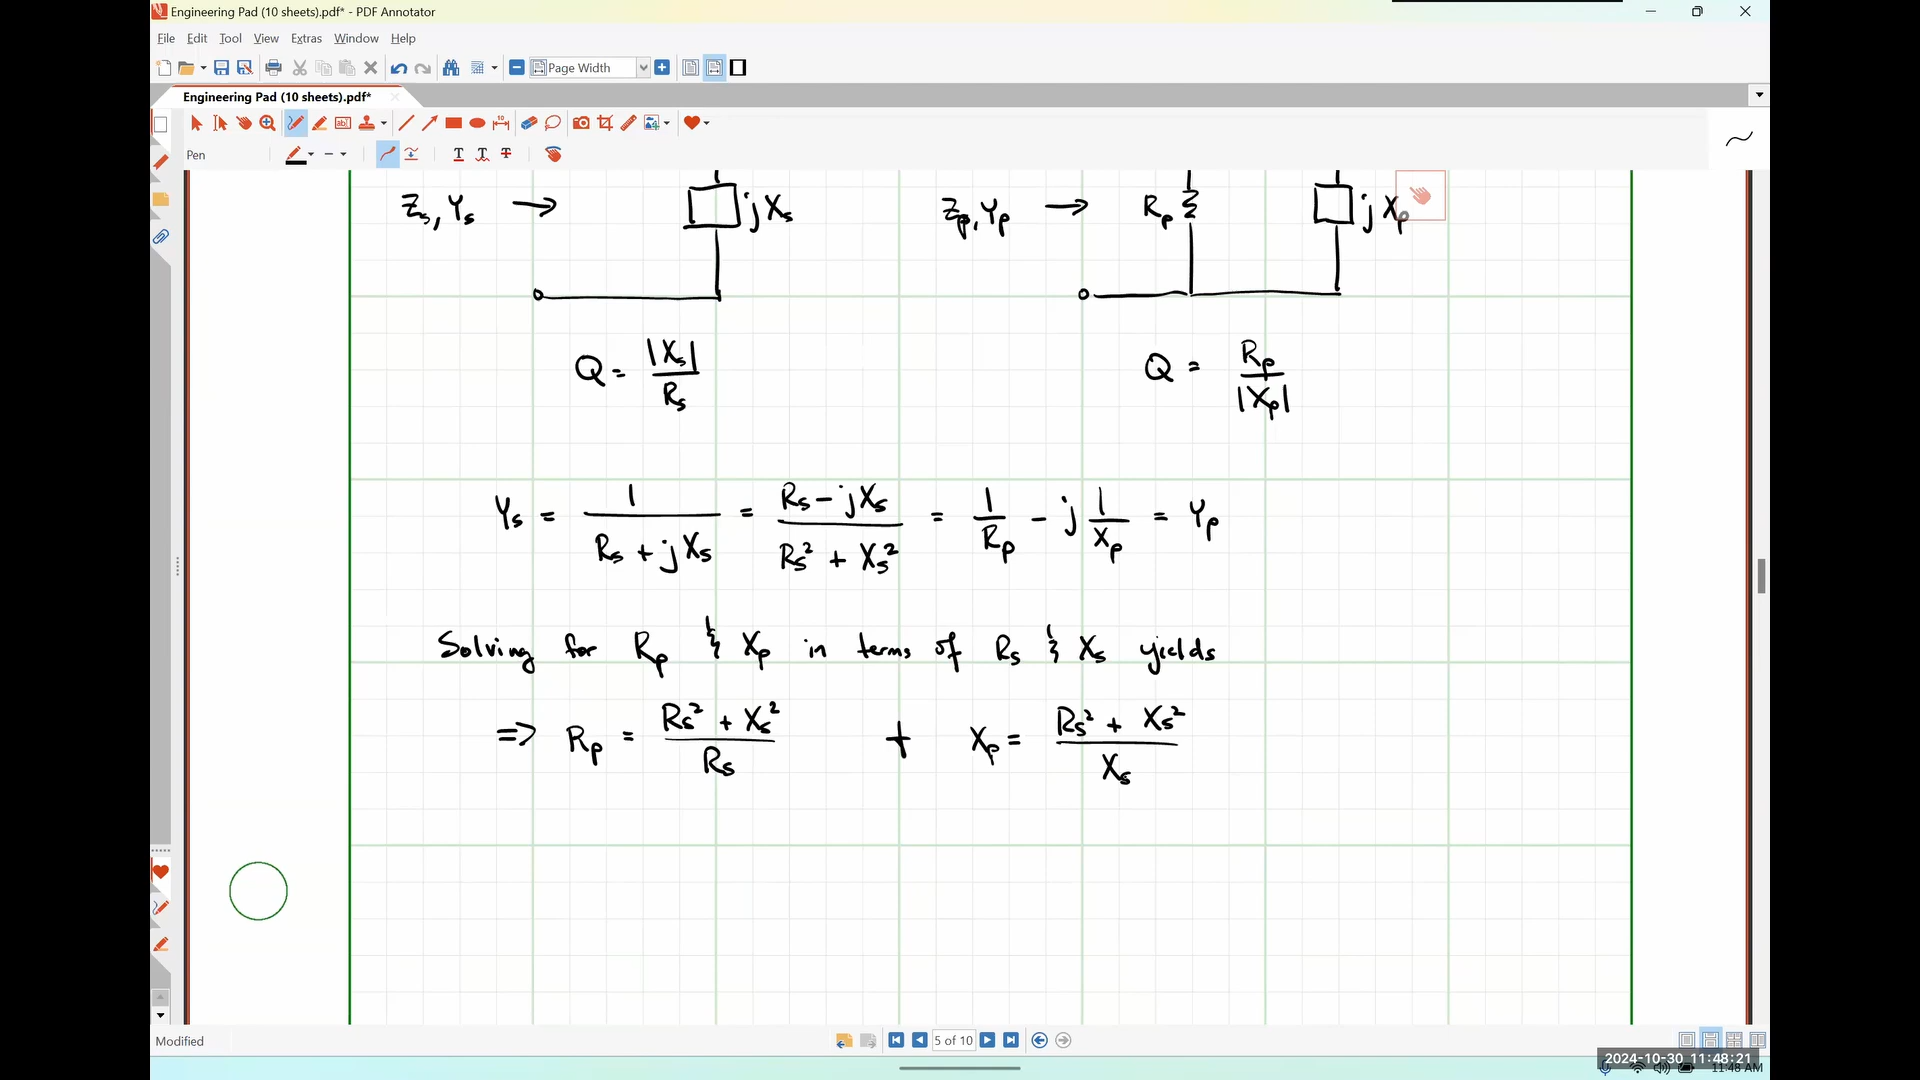 Engineering Pad (10 sheets).pdf* - PDF Annotator
File Edit Tool View Extras Window Help
Page Width
Engineering Pad (10 sheets).pdf*
Pen
Zs, Ys → jXs Zp, Yp → Rp jXp
Q = |Xs| / Rs Q = Rp / |Xp|
Ys = 1 / (Rs + jXs) = (Rs - jXs) / (Rs² + Xs²) = 1/Rp - j 1/Xp = Yp
Solving for Rp & Xp in terms of Rs & Xs yields
=> Rp = (Rs² + Xs²) / Rs + Xp = (Rs² + Xs²) / Xs
Modified 5 of 10
2024-10-30 11:48:21
11:48 AM